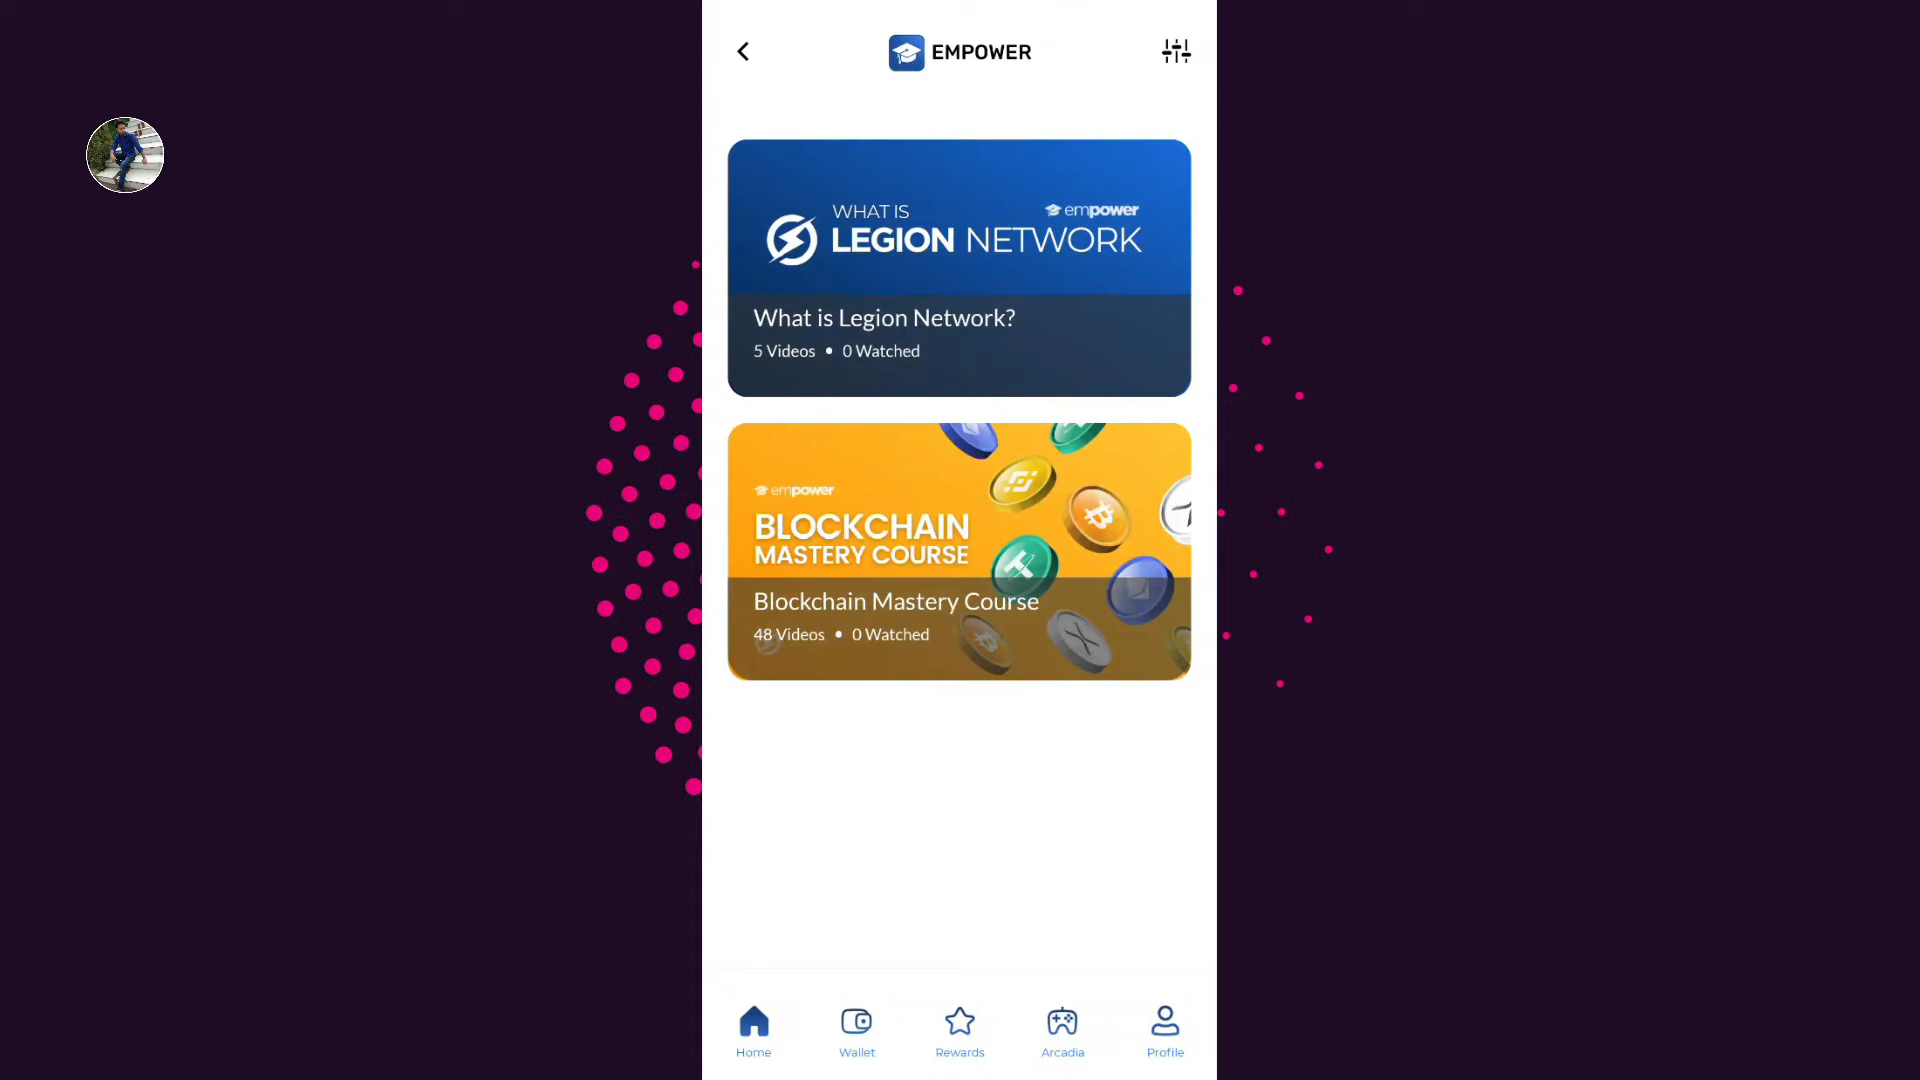 EMPOWER
WHAT IS
empower
LEGION NETWORK
What is Legion Network?
5 Videos • 0 Watched
empower
BLOCKCHAIN
MASTERY COURSE
Blockchain Mastery Course
48 Videos • 0 Watched
Home Wallet Rewards Arcadia Profile